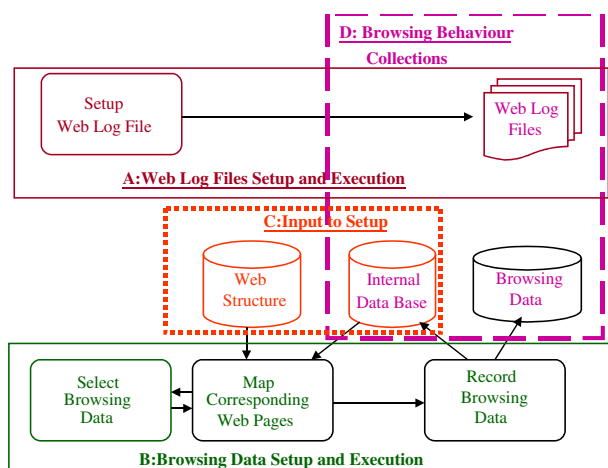 D: Browsing Behaviour
Collections
Setup
Web Log File
Web Log
Files
A:Web Log Files Setup and Execution
C:Input to Setup
Web
Structure
Internal
Data Base
Browsing
Data
Select
Browsing
Data
Map
Corresponding
Web Pages
Record
Browsing
Data
B:Browsing Data Setup and Execution